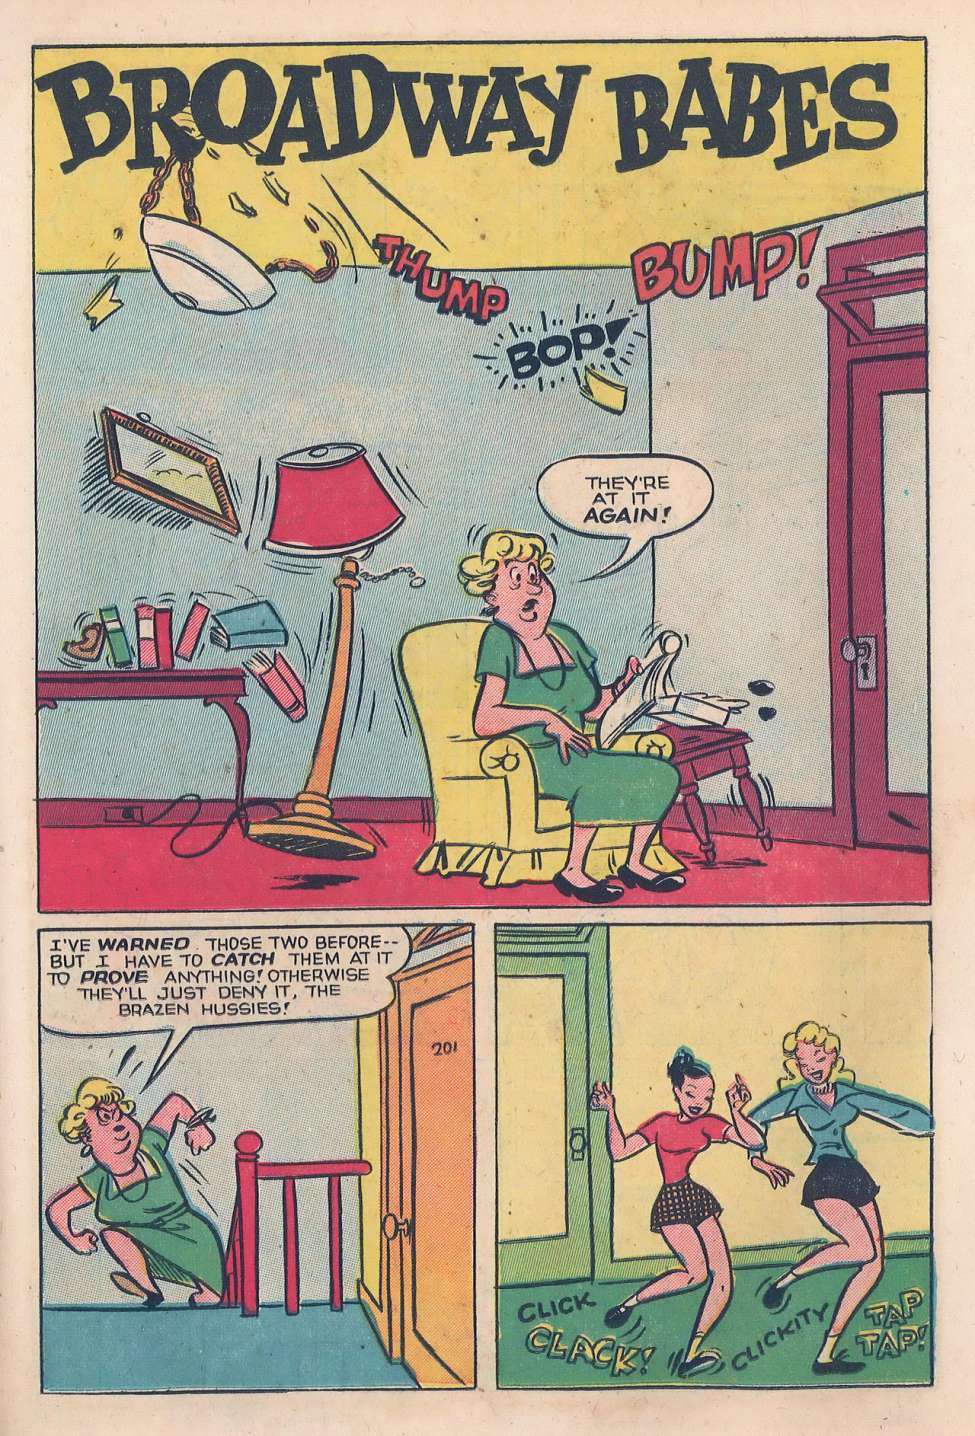 BROADWAY BABES
THUMP
BOP!
BUMP!
THEY'RE
AT IT
AGAIN!
I'VE WARNED THOSE TWO BEFORE--
BUT I HAVE TO CATCH THEM AT IT
TO PROVE ANYTHING! OTHERWISE
THEY'LL JUST DENY IT, THE
BRAZEN HUSSIES!
201
CLICK
CLACK!
CLICKITY
TAP
TAP!